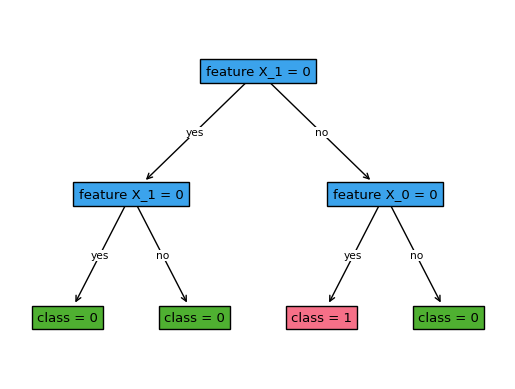 feature X_1 = 0
yes
no
feature X_1 = 0
feature X_0 = 0
yes
no
yes
no
class = 0
class = 0
class = 1
class = 0